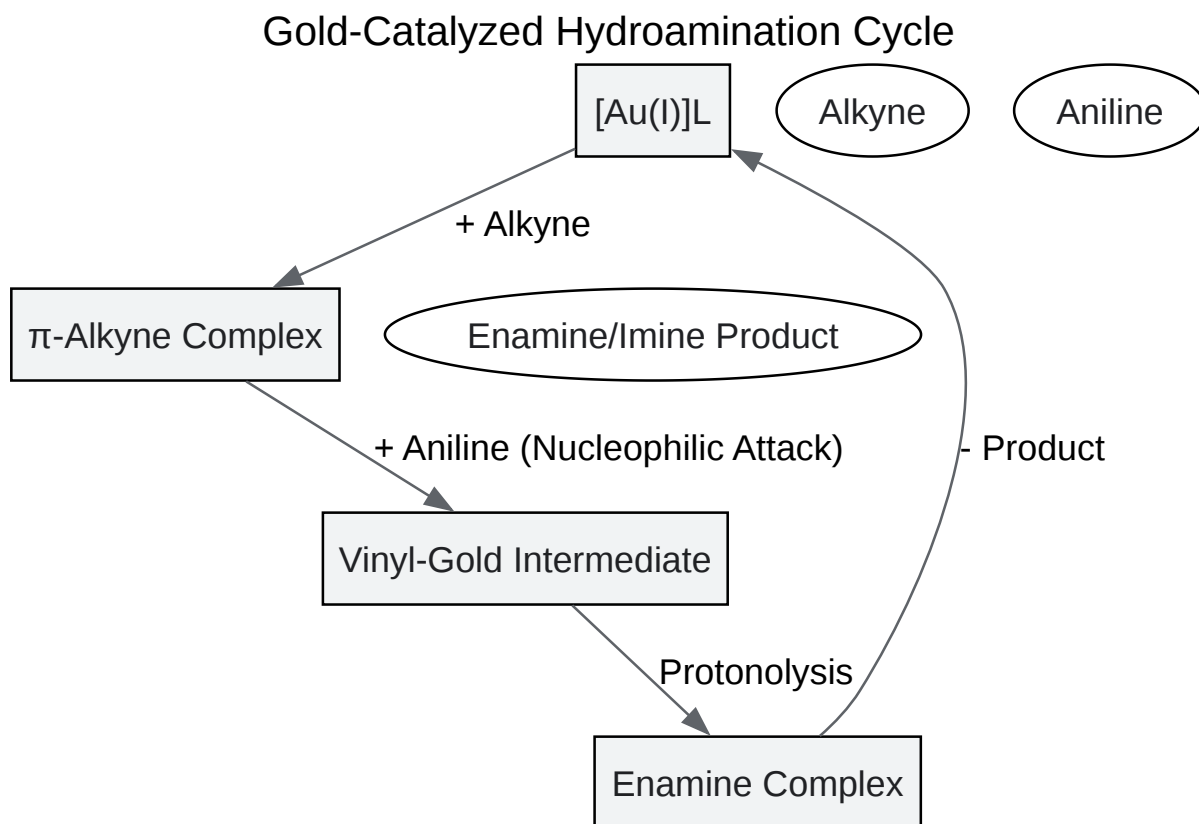 Gold-Catalyzed Hydroamination Cycle
[Au(I)]L
Alkyne
Aniline
+ Alkyne
π-Alkyne Complex
Enamine/Imine Product
+ Aniline (Nucleophilic Attack)
- Product
Vinyl-Gold Intermediate
Protonolysis
Enamine Complex